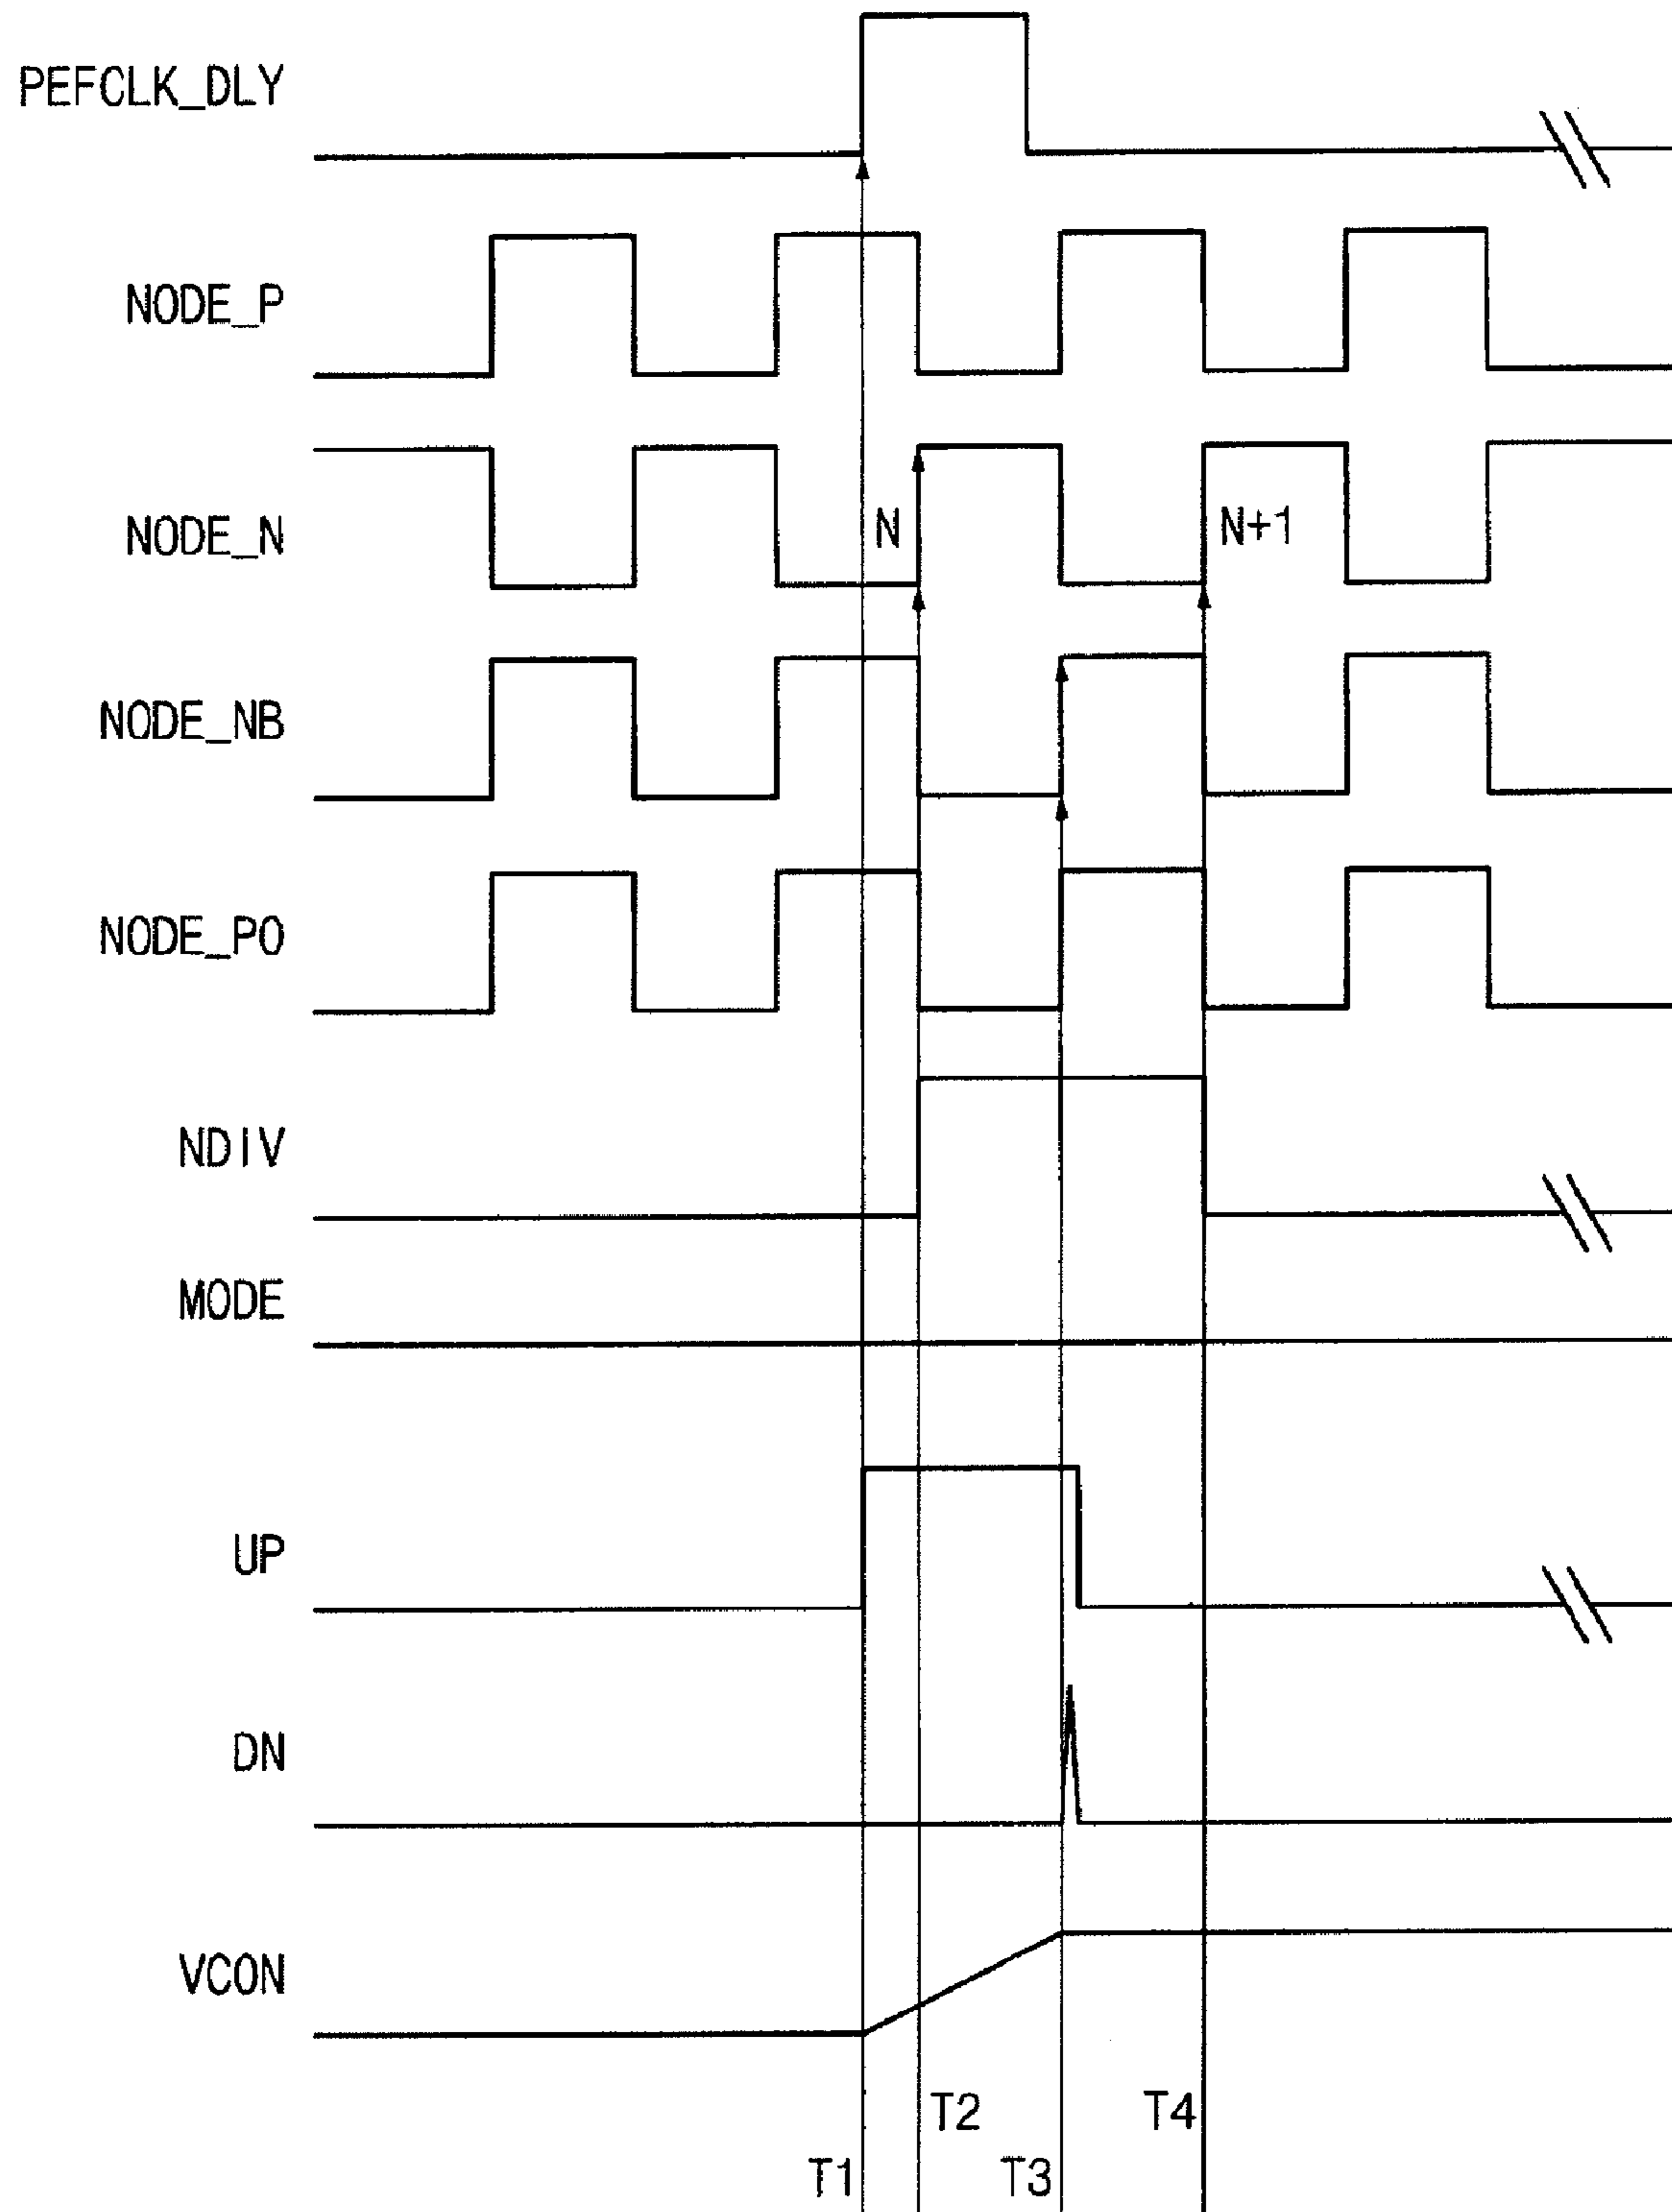 PEFCLK_DLY
NODE_P
NODE_N
N
N+1
NODE_NB
NODE_PO
NDIV
MODE
UP
DN
VCON
T2
T4
T1
T3